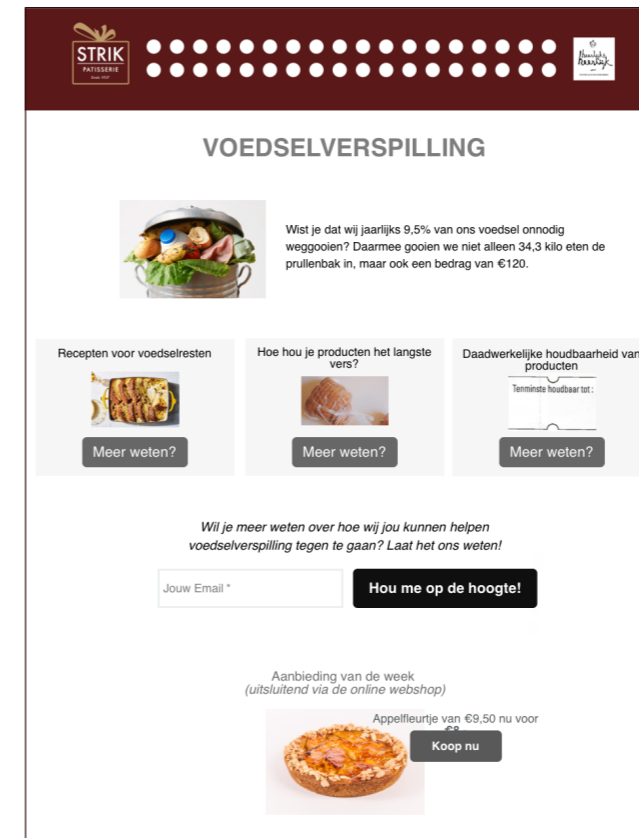 STRIK
PATISSERIE
VOEDSELVERSPILLING
Wist je dat wij jaarlijks 9,5% van ons voedsel onnodig
weggooien? Daarmee gooien we niet alleen 34,3 kilo eten de
prullenbak in, maar ook een bedrag van €120.
Recepten voor voedselresten
Meer weten?
Hoe hou je producten het langste
vers?
Meer weten?
Daadwerkelijke houdbaarheid van
producten
Tenminste houdbaar tot :
Meer weten?
Wil je meer weten over hoe wij jou kunnen helpen
voedselverspilling tegen te gaan? Laat het ons weten!
Jouw Email *
Hou me op de hoogte!
Aanbieding van de week
(uitsluitend via de online webshop)
Appelfleurtje van €9,50 nu voor
Koop nu